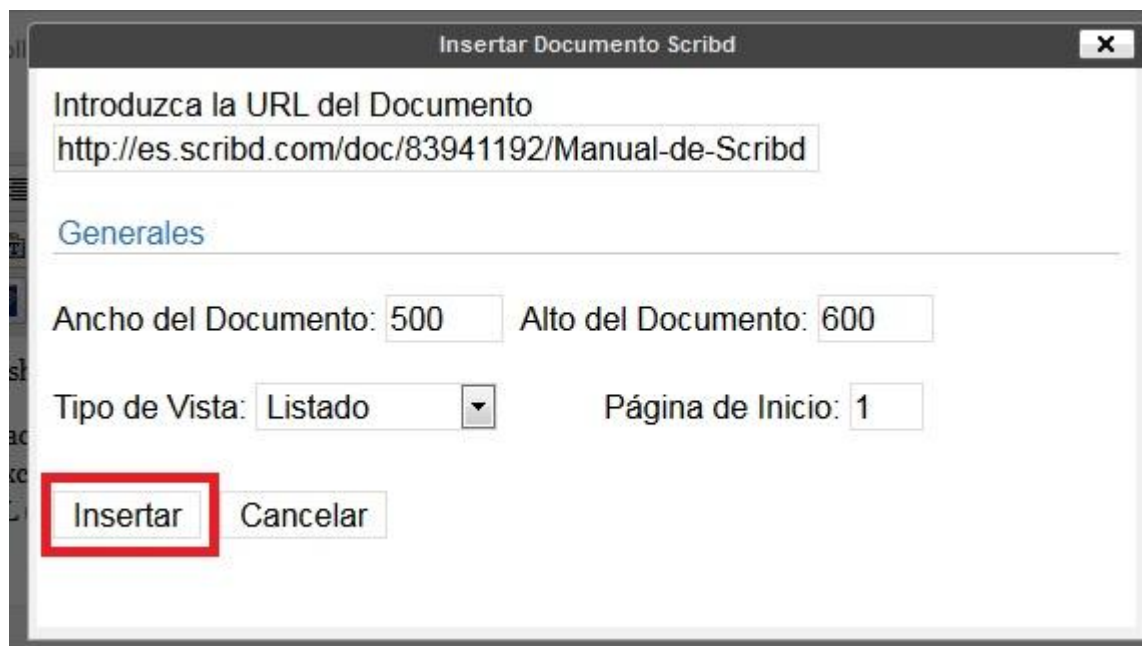 Insertar Documento Scribd
Introduzca la URL del Documento
http://es.scribd.com/doc/83941192/Manual-de-Scribd
Generales
Ancho del Documento: 500 Alto del Documento: 600
Tipo de Vista: Listado Página de Inicio: 1
Insertar Cancelar